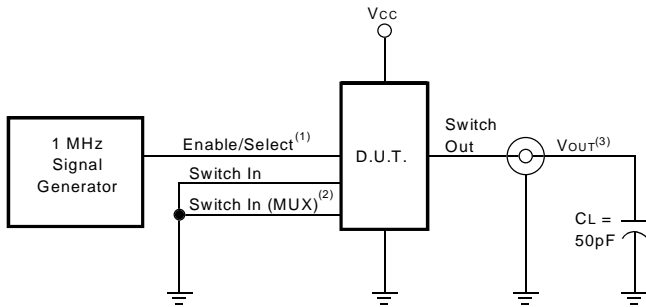 VCC
1 MHz
Signal
Generator
Enable/Select(1)
Switch In
Switch In (MUX)(2)
D.U.T.
Switch
Out
VOUT(3)
CL =
50pF